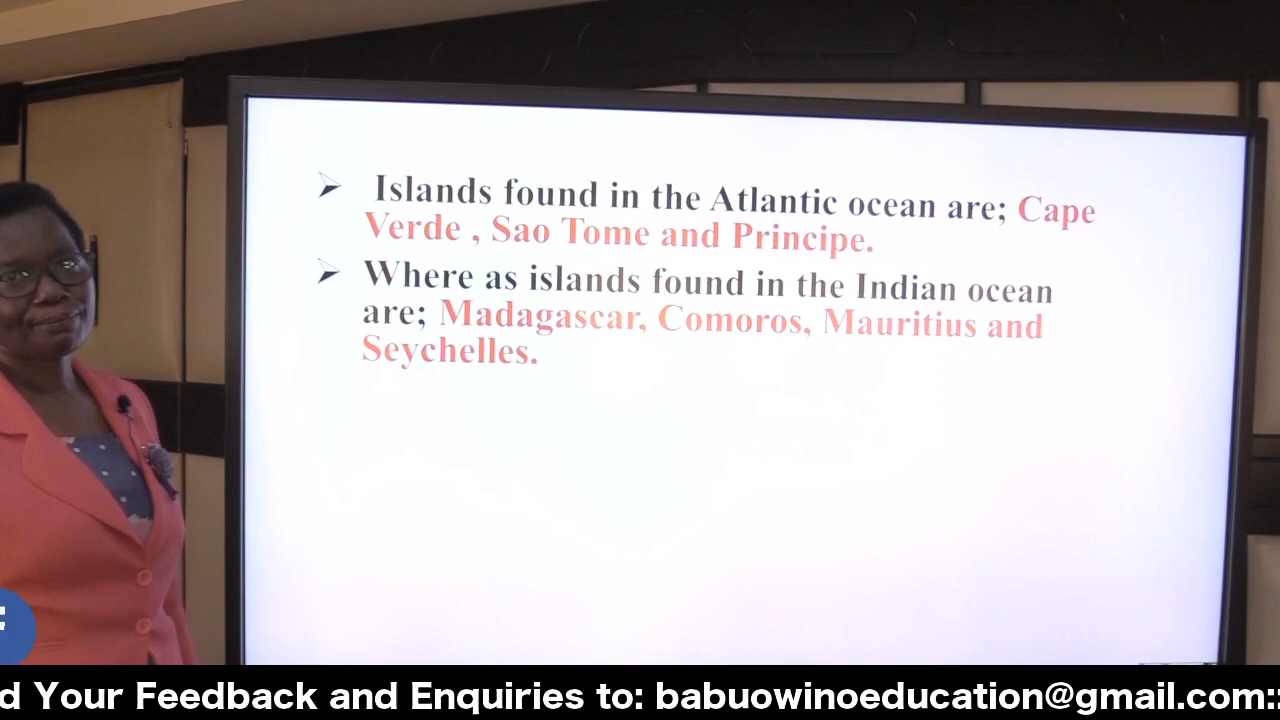 Islands found in the Atlantic ocean are; Cape
Verde , Sao Tome and Principe.
Where as islands found in the Indian ocean
are; Madagascar, Comoros, Mauritius and
Seychelles.
d Your Feedback and Enquiries to: babuowinoeducation@gmail.com: